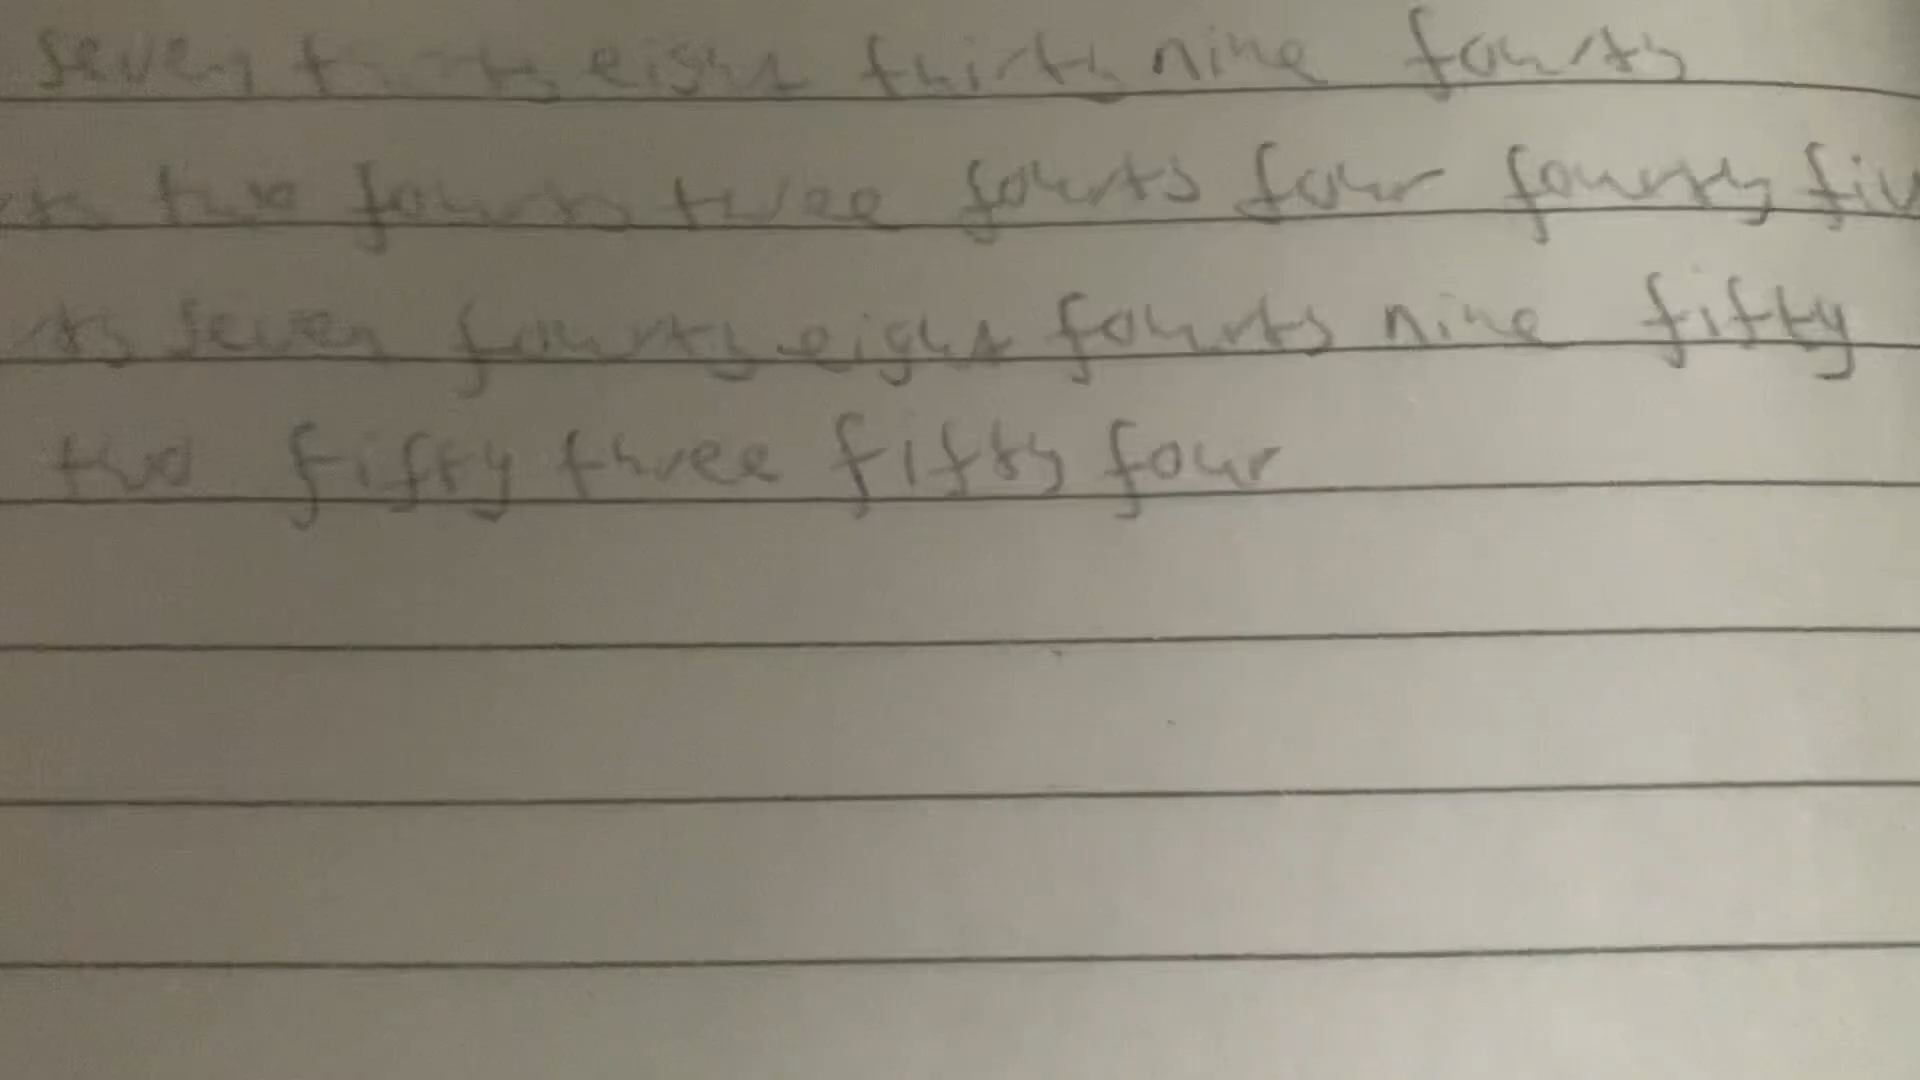 seven thirty eight thirty nine fourty
two fourty three fourty four fourty fiv
seven fourty eight fourty nine fifty
two fifty three fifty four